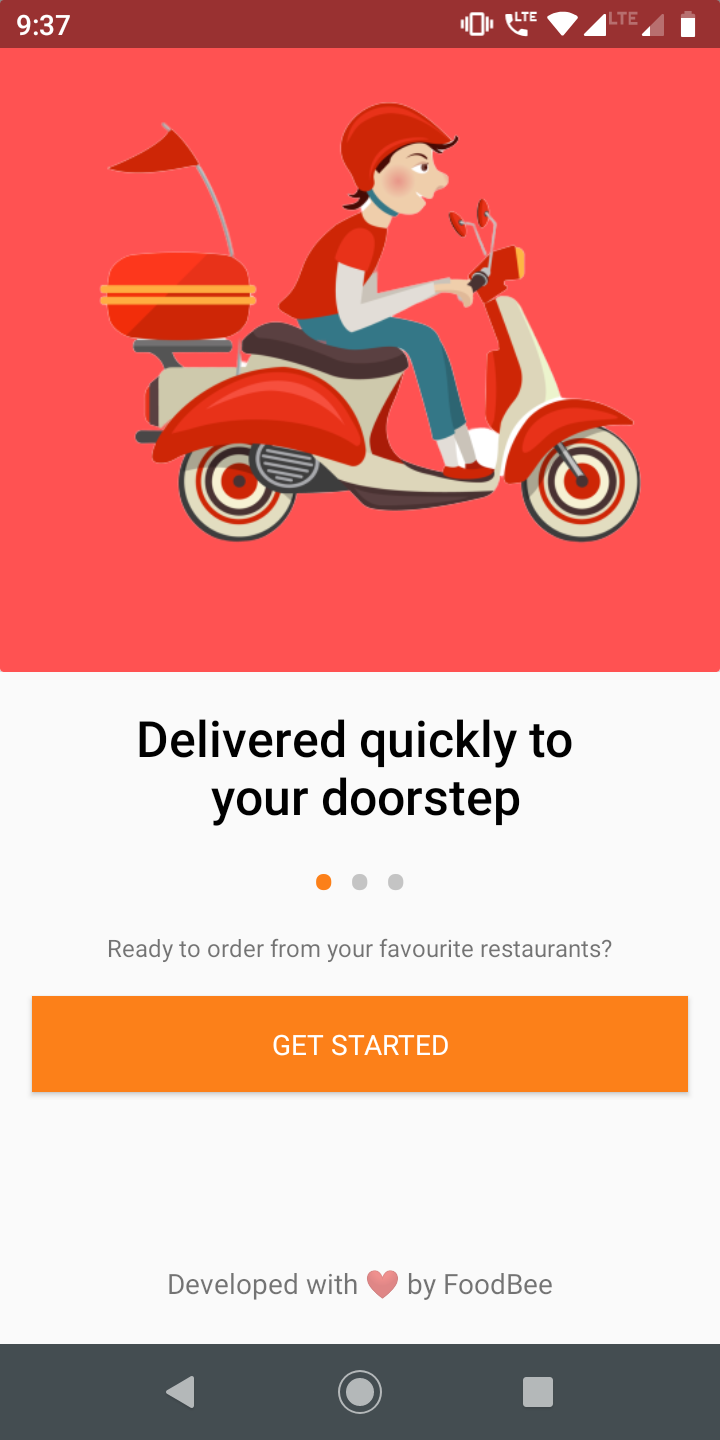 9:37
LTE
LTE
Delivered quickly to
your doorstep
Ready to order from your favourite restaurants?
GET STARTED
Developed with ❤️ by FoodBee